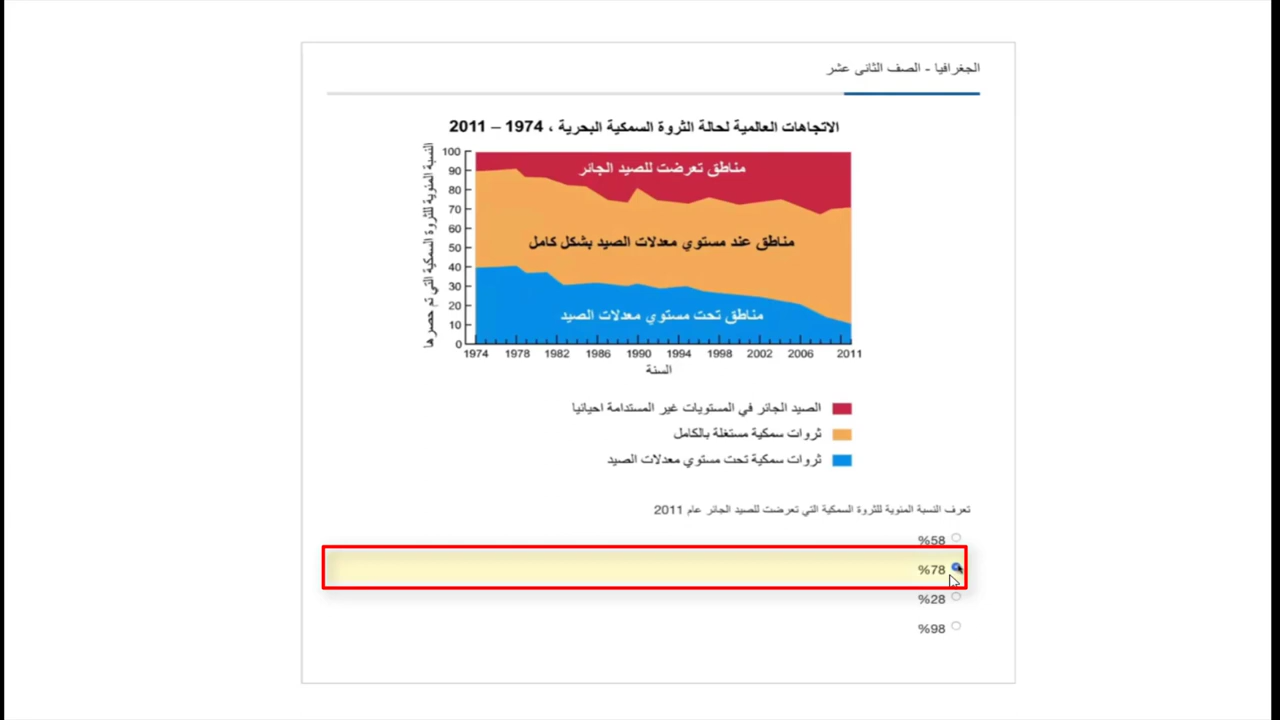 الجغرافيا - الصف الثاني عشر
الاتجاهات العالمية لحالة الثروة السمكية البحرية ، 1974 – 2011
النسبة المئوية للثروة السمكية التي تم حصرها
100
90
80
70
60
50
40
30
20
10
0
مناطق تعرضت للصيد الجائر
مناطق عند مستوي معدلات الصيد بشكل كامل
مناطق تحت مستوي معدلات الصيد
1974 1978 1982 1986 1990 1994 1998 2002 2006 2011
السنة
الصيد الجائر في المستويات غير المستدامة احيانيا
ثروات سمكية مستغلة بالكامل
ثروات سمكية تحت مستوي معدلات الصيد
تعرف النسبة المئوية للثروة السمكية التي تعرضت للصيد الجائر عام 2011
%58
%78
%28
%98